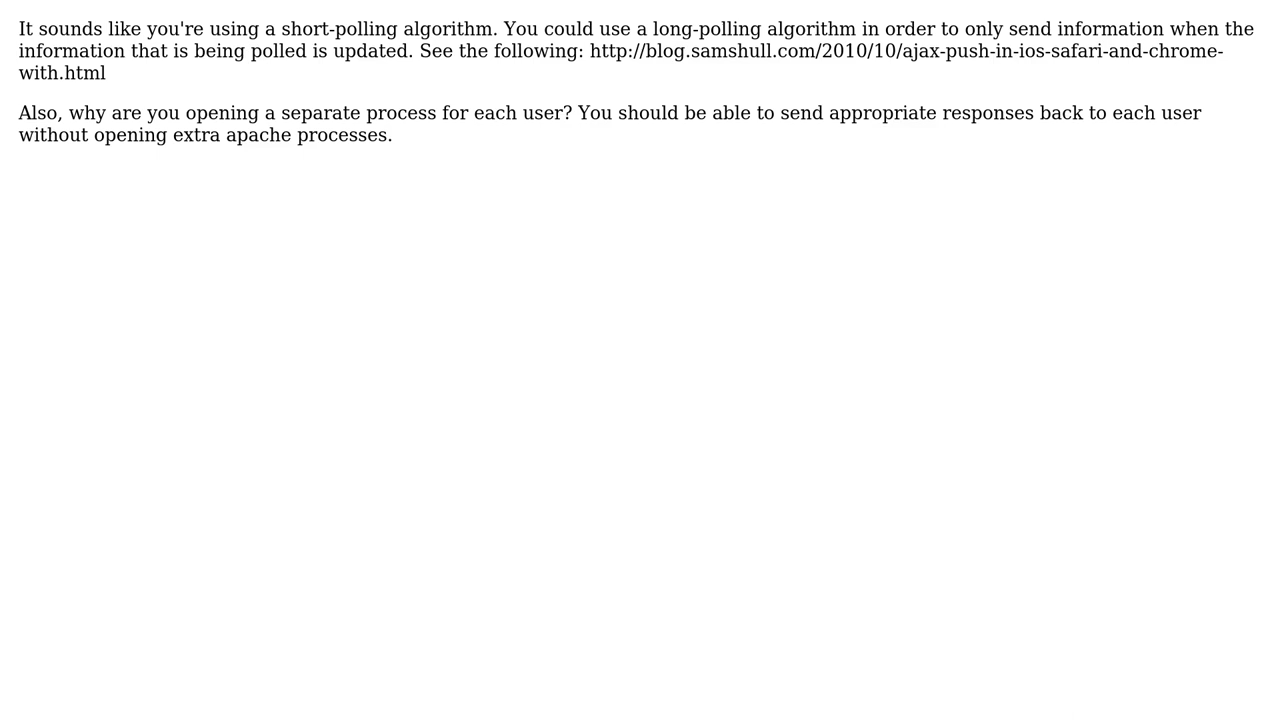 It sounds like you're using a short-polling algorithm. You could use a long-polling algorithm in order to only send information when the
information that is being polled is updated. See the following: http://blog.samshull.com/2010/10/ajax-push-in-ios-safari-and-chrome-
with.html
Also, why are you opening a separate process for each user? You should be able to send appropriate responses back to each user
without opening extra apache processes.